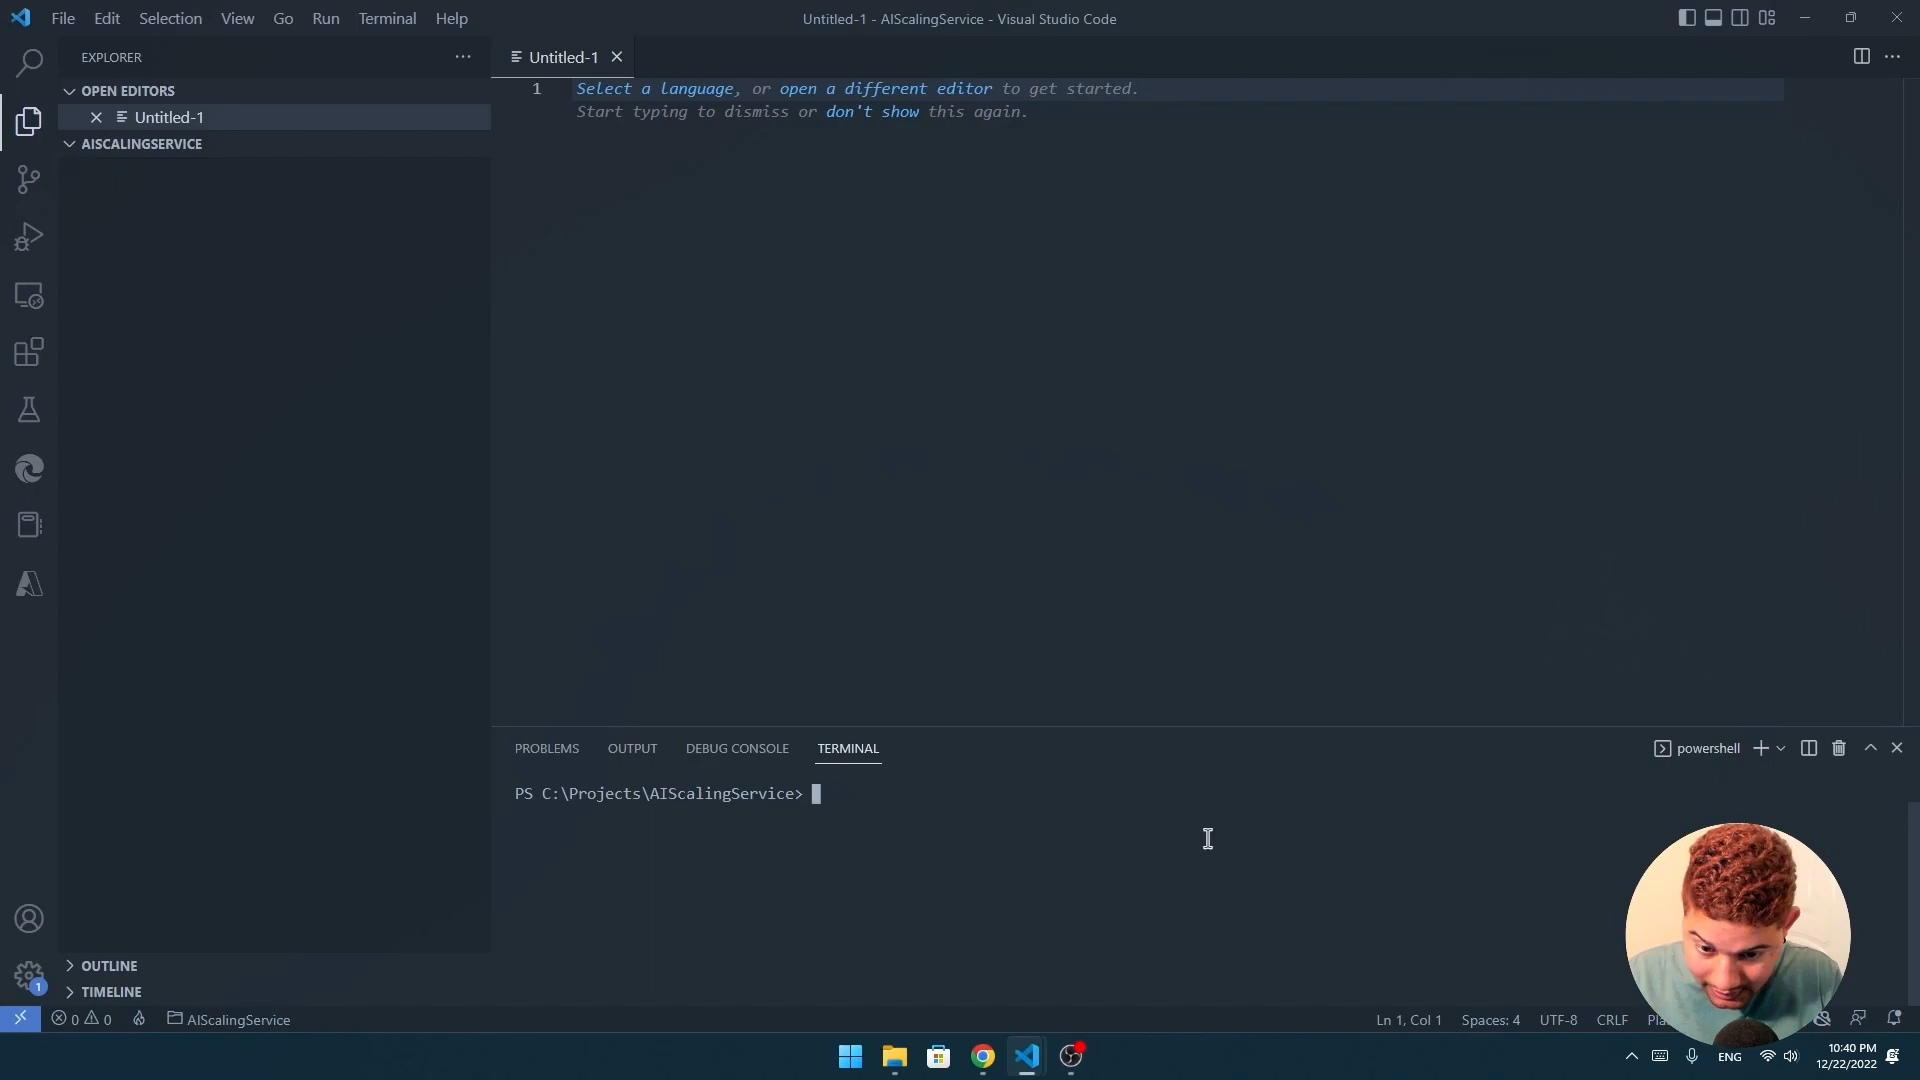 File Edit Selection View Go Run Terminal Help
Untitled-1 - AIScalingService - Visual Studio Code
EXPLORER
Untitled-1
OPEN EDITORS
Untitled-1
AISCALINGSERVICE
1
Select a language, or open a different editor to get started.
Start typing to dismiss or don't show this again.
PROBLEMS OUTPUT DEBUG CONSOLE TERMINAL
powershell
PS C:\Projects\AIScalingService>
OUTLINE
1
TIMELINE
0 0 AIScalingService
Ln 1, Col 1 Spaces: 4 UTF-8 CRLF
ENG
10:40 PM
12/22/2022